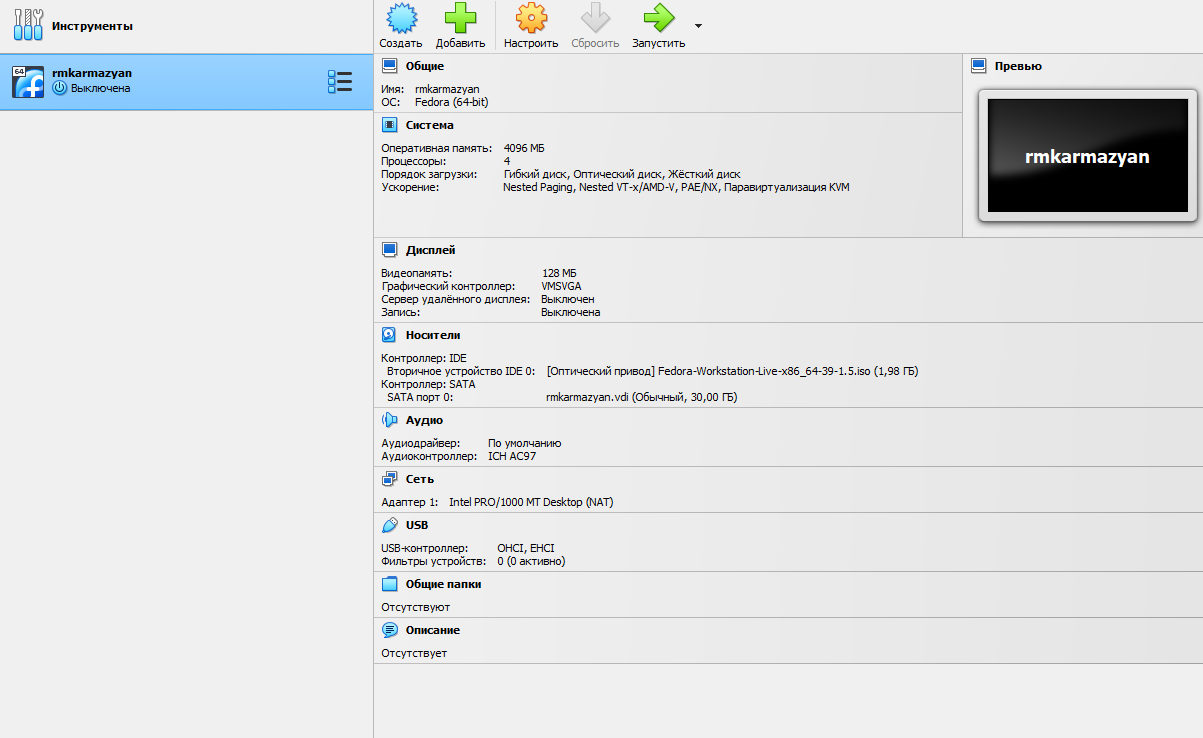 Инструменты
64
rmkarmazyan
Выключена
Создать Добавить Настроить Сбросить Запустить
Общие
Имя: rmkarmazyan
ОС: Fedora (64-bit)
Превью
rmkarmazyan
Система
Оперативная память: 4096 МБ
Процессоры: 4
Порядок загрузки: Гибкий диск, Оптический диск, Жёсткий диск
Ускорение: Nested Paging, Nested VT-x/AMD-V, PAE/NX, Паравиртуализация KVM
Дисплей
Видеопамять: 128 МБ
Графический контроллер: VMSVGA
Сервер удалённого дисплея: Выключен
Запись: Выключена
Носители
Контроллер: IDE
Вторичное устройство IDE 0: [Оптический привод] Fedora-Workstation-Live-x86_64-39-1.5.iso (1,98 ГБ)
Контроллер: SATA
SATA порт 0: rmkarmazyan.vdi (Обычный, 30,00 ГБ)
Аудио
Аудиодрайвер: По умолчанию
Аудиоконтроллер: ICH AC97
Сеть
Адаптер 1: Intel PRO/1000 MT Desktop (NAT)
USB
USB-контроллер: OHCI, EHCI
Фильтры устройств: 0 (0 активно)
Общие папки
Отсутствуют
Описание
Отсутствует